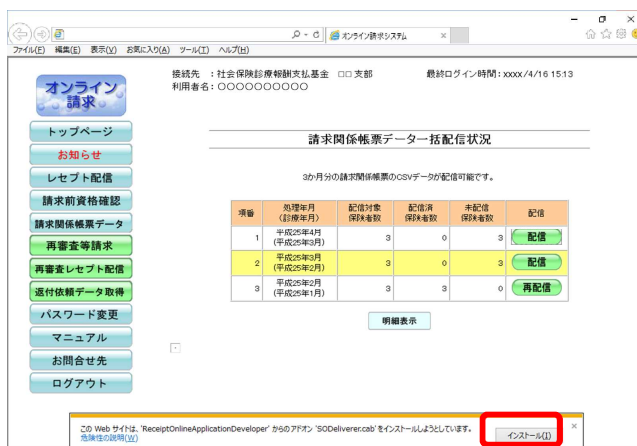 オンライン請求システム
ファイル(F) 編集(E) 表示(V) お気に入り(A) ツール(T) ヘルプ(H)
接続先 ：社会保険診療報酬支払基金 □□支部 最終ログイン時間：xxxx/4/16 15:13
利用者名：○○○○○○○○○○
オンライン
請求
トップページ
お知らせ
レセプト配信
請求前資格確認
請求関係帳票データ
再審査等請求
再審査レセプト配信
返付依頼データ取得
パスワード変更
マニュアル
お問合せ先
ログアウト
請求関係帳票データ一括配信状況
3か月分の請求関係帳票のCSVデータが配信可能です。
項番 処理年月（診療年月） 配信対象保険者数 配信済保険者数 未配信保険者数 配信
1 平成25年4月（平成25年3月） 3 0 3 配信
2 平成25年3月（平成25年2月） 3 0 3 配信
3 平成25年2月（平成25年1月） 3 3 0 再配信
明細表示
この Web サイトは、'ReceiptOnlineApplicationDeveloper' からのアドオン 'SODeliverer.cab' をインストールしようとしています。
危険性の説明(W)
インストール(I)